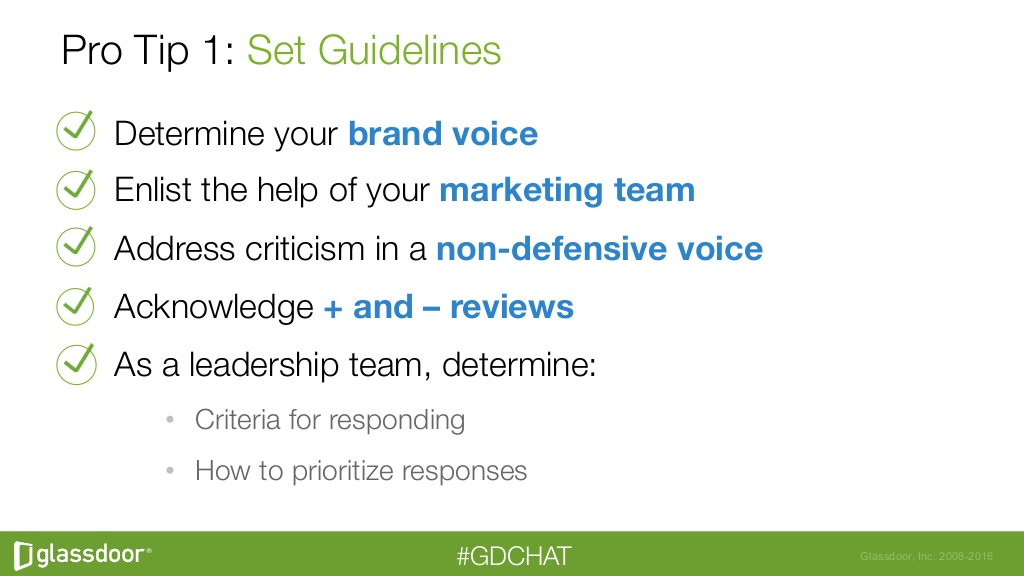 Pro Tip 1: Set Guidelines
Determine your brand voice
Enlist the help of your marketing team
Address criticism in a non-defensive voice
Acknowledge + and – reviews
As a leadership team, determine:
• Criteria for responding
• How to prioritize responses
glassdoor®
#GDCHAT
Glassdoor, Inc. 2008-2016